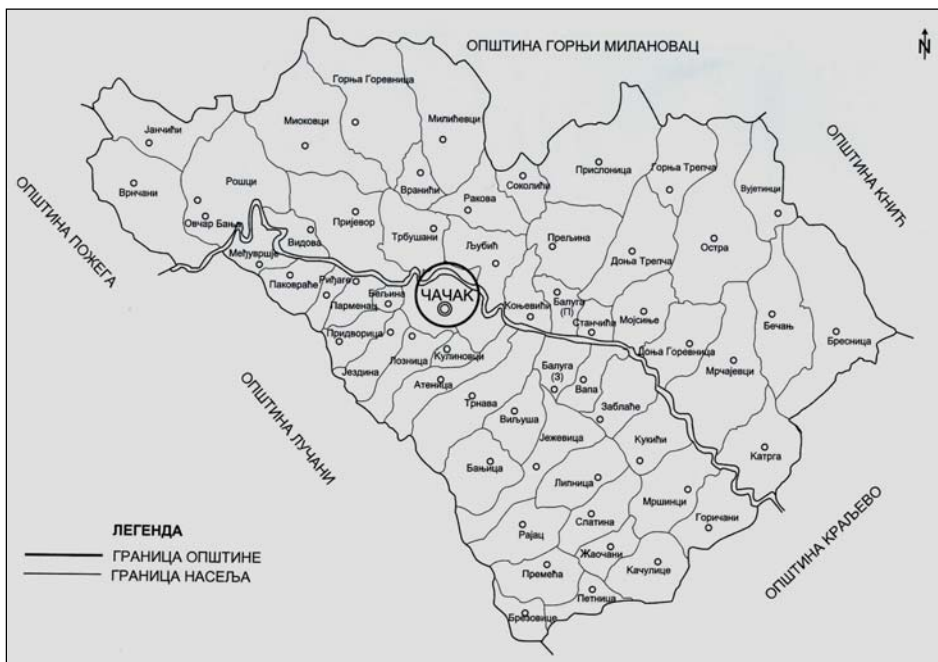 ОПШТИНА ГОРЊИ МИЛАНОВАЦ
N
Горња Горевница
Јанчићи
Миоковци
Милићевци
ОПШТИНА КНИЋ
Врнчани
Рошци
Вранићи
Соколићи
Прислоница
Горња Трепча
Вујетинци
ОПШТИНА ПОЖЕГА
Овчар Бања
Пријевор
Ракова
Видова
Трбушани
Љубић
Прељина
Доња Трепча
Остра
Међувршје
Паковраће
Риђаге
Парменац
Бељина
ЧАЧАК
Коњевићи
Балуга
(П)
Станчићи
Мојсиње
Бечањ
Бресница
Придворица
Јездина
Лозница
Кулиновци
Атеница
Доња Горевница
Мрчајевци
Балуга
(З)
Вапа
Заблаће
Трнава
Виљуша
Јежевица
Кукићи
Катрга
ОПШТИНА ЛУЧАНИ
Бањица
Липница
Мршинци
Горичани
ОПШТИНА КРАЉЕВО
Рајац
Слатина
Жаочани
Качулице
Премећа
Петница
Брезовице
ЛЕГЕНДА
ГРАНИЦА ОПШТИНЕ
ГРАНИЦА НАСЕЉА